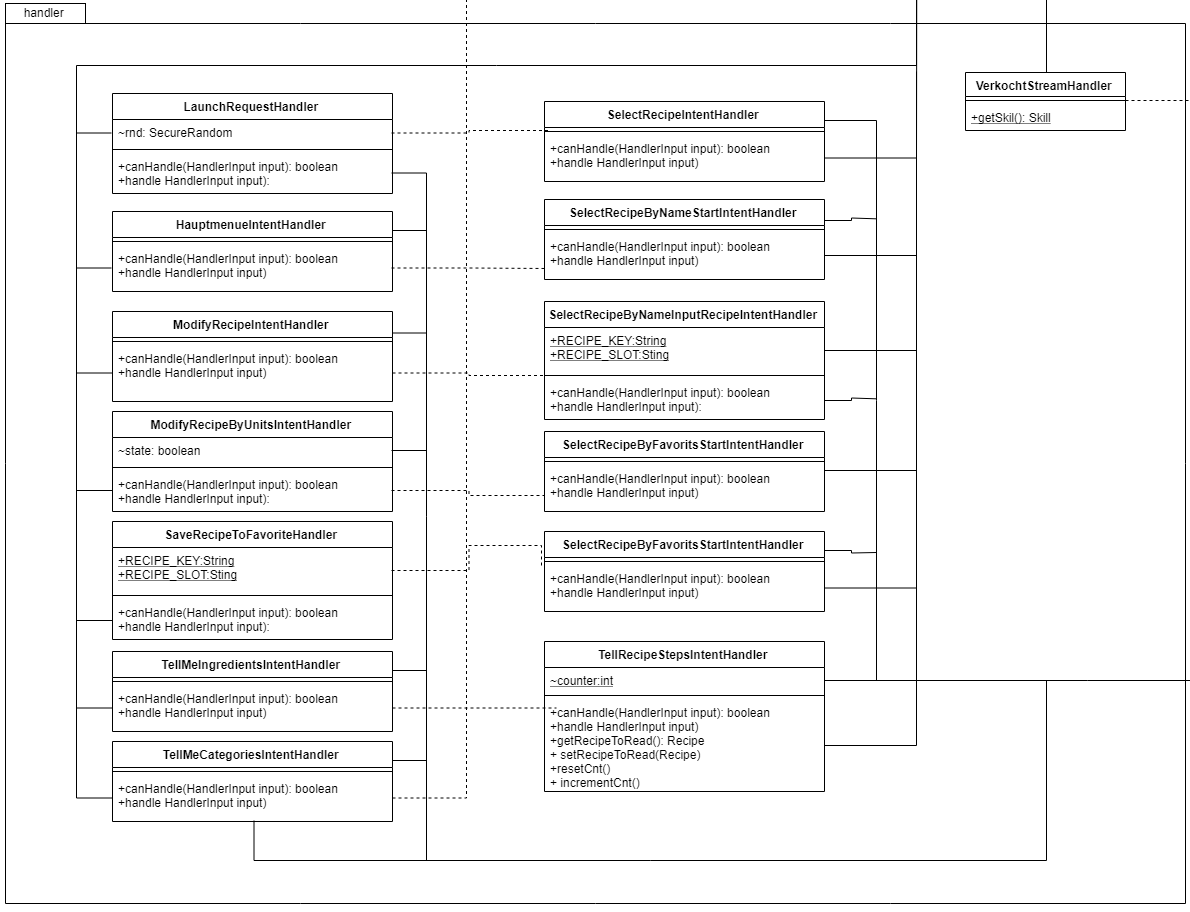 handler
LaunchRequestHandler
~rnd: SecureRandom
+canHandle(HandlerInput input): boolean
+handle HandlerInput input):
HauptmenueIntentHandler
+canHandle(HandlerInput input): boolean
+handle HandlerInput input)
ModifyRecipeIntentHandler
+canHandle(HandlerInput input): boolean
+handle HandlerInput input)
ModifyRecipeByUnitsIntentHandler
~state: boolean
+canHandle(HandlerInput input): boolean
+handle HandlerInput input):
SaveRecipeToFavoriteHandler
+RECIPE_KEY:String
+RECIPE_SLOT:Sting
+canHandle(HandlerInput input): boolean
+handle HandlerInput input):
TellMeIngredientsIntentHandler
+canHandle(HandlerInput input): boolean
+handle HandlerInput input)
TellMeCategoriesIntentHandler
+canHandle(HandlerInput input): boolean
+handle HandlerInput input)
SelectRecipeIntentHandler
+canHandle(HandlerInput input): boolean
+handle HandlerInput input)
SelectRecipeByNameStartIntentHandler
+canHandle(HandlerInput input): boolean
+handle HandlerInput input)
SelectRecipeByNameInputRecipeIntentHandler
+RECIPE_KEY:String
+RECIPE_SLOT:Sting
+canHandle(HandlerInput input): boolean
+handle HandlerInput input):
SelectRecipeByFavoritsStartIntentHandler
+canHandle(HandlerInput input): boolean
+handle HandlerInput input)
SelectRecipeByFavoritsStartIntentHandler
+canHandle(HandlerInput input): boolean
+handle HandlerInput input)
TellRecipeStepsIntentHandler
~counter:int
+canHandle(HandlerInput input): boolean
+handle HandlerInput input)
+getRecipeToRead(): Recipe
+ setRecipeToRead(Recipe)
+resetCnt()
+ incrementCnt()
VerkochtStreamHandler
+getSkil(): Skill